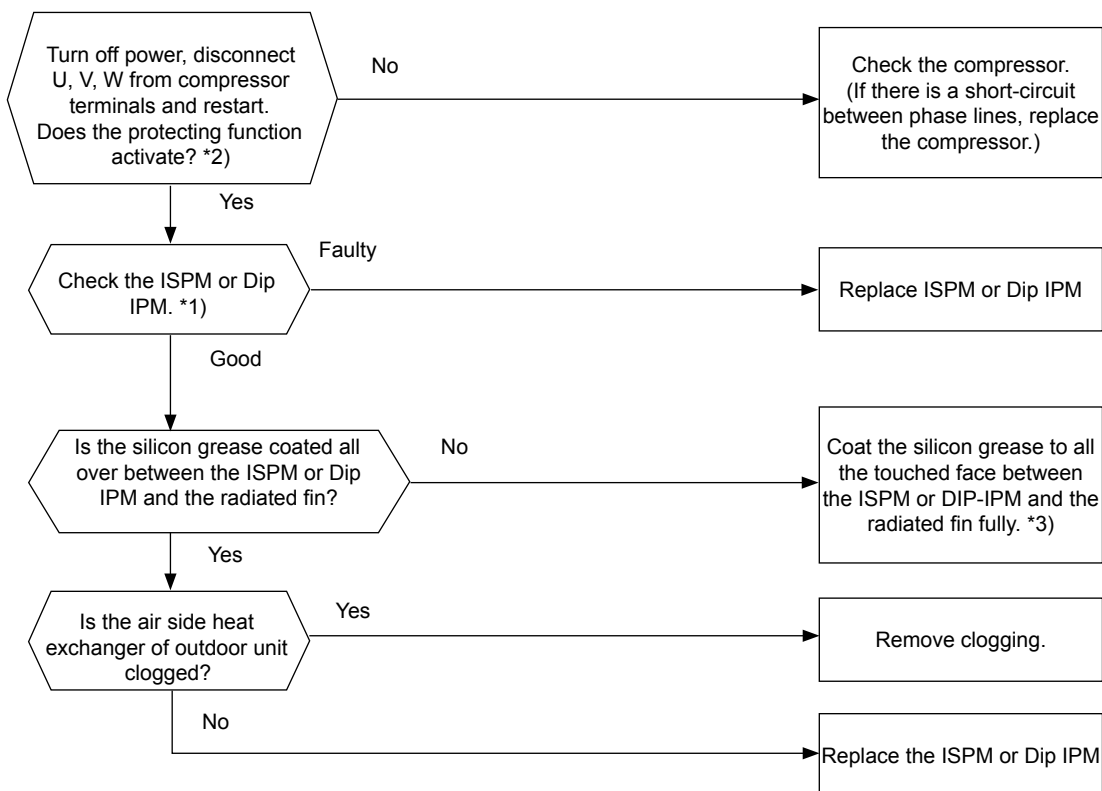 Turn off power, disconnect
U, V, W from compressor
terminals and restart.
Does the protecting function
activate? *2)
No
Check the compressor.
(If there is a short-circuit
between phase lines, replace
the compressor.)
Yes
Check the ISPM or Dip
IPM. *1)
Faulty
Replace ISPM or Dip IPM
Good
Is the silicon grease coated all
over between the ISPM or Dip
IPM and the radiated fin?
No
Coat the silicon grease to all
the touched face between
the ISPM or DIP-IPM and the
radiated fin fully. *3)
Yes
Is the air side heat
exchanger of outdoor unit
clogged?
Yes
Remove clogging.
No
Replace the ISPM or Dip IPM